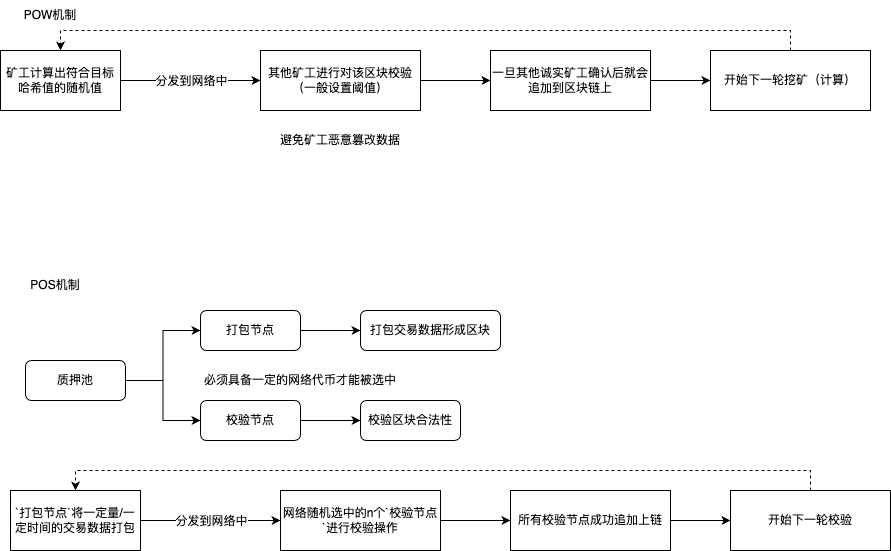 POW机制
矿工计算出符合目标
哈希值的随机值
分发到网络中
其他矿工进行对该区块校验
（一般设置阈值）
一旦其他诚实矿工确认后就会
追加到区块链上
开始下一轮挖矿（计算）
避免矿工恶意篡改数据
POS机制
打包节点
打包交易数据形成区块
质押池
必须具备一定的网络代币才能被选中
校验节点
校验区块合法性
`打包节点`将一定量/一
定时间的交易数据打包
分发到网络中
网络随机选中的n个`校验节点
`进行校验操作
所有校验节点成功追加上链
开始下一轮校验